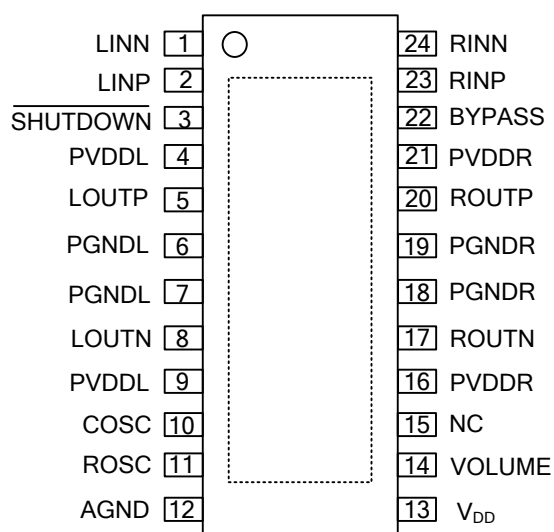 LINN 1 24 RINN
LINP 2 23 RINP
SHUTDOWN 3 22 BYPASS
PVDDL 4 21 PVDDR
LOUTP 5 20 ROUTP
PGNDL 6 19 PGNDR
PGNDL 7 18 PGNDR
LOUTN 8 17 ROUTN
PVDDL 9 16 PVDDR
COSC 10 15 NC
ROSC 11 14 VOLUME
AGND 12 13 VDD